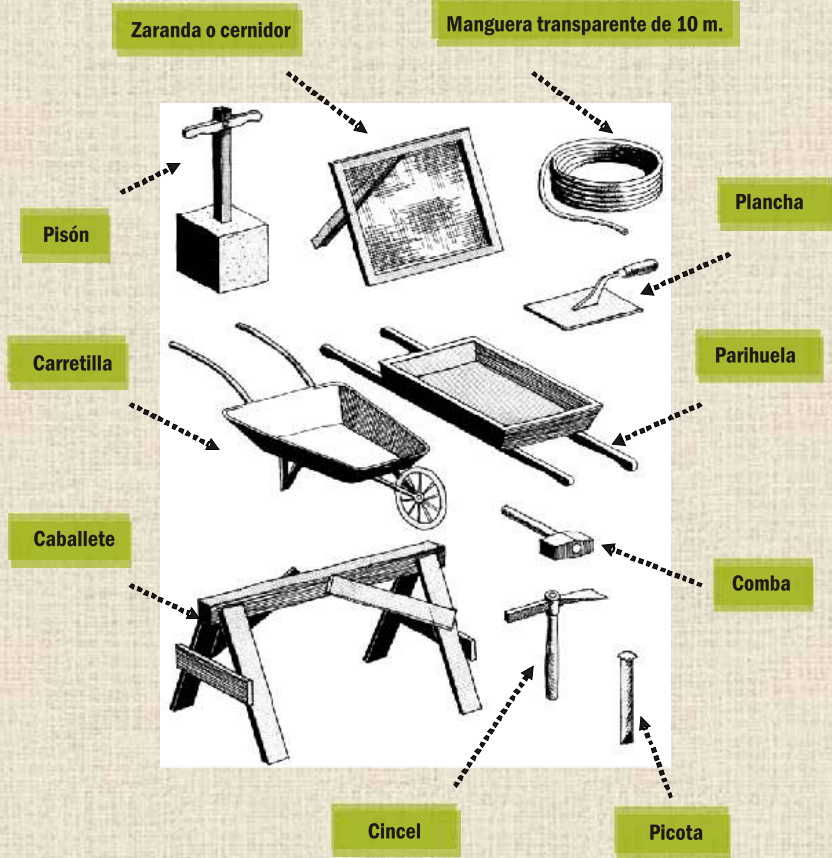 Zaranda o cernidor
Manguera transparente de 10 m.
Plancha
Pisón
Carretilla
Parihuela
Caballete
Comba
Cincel
Picota